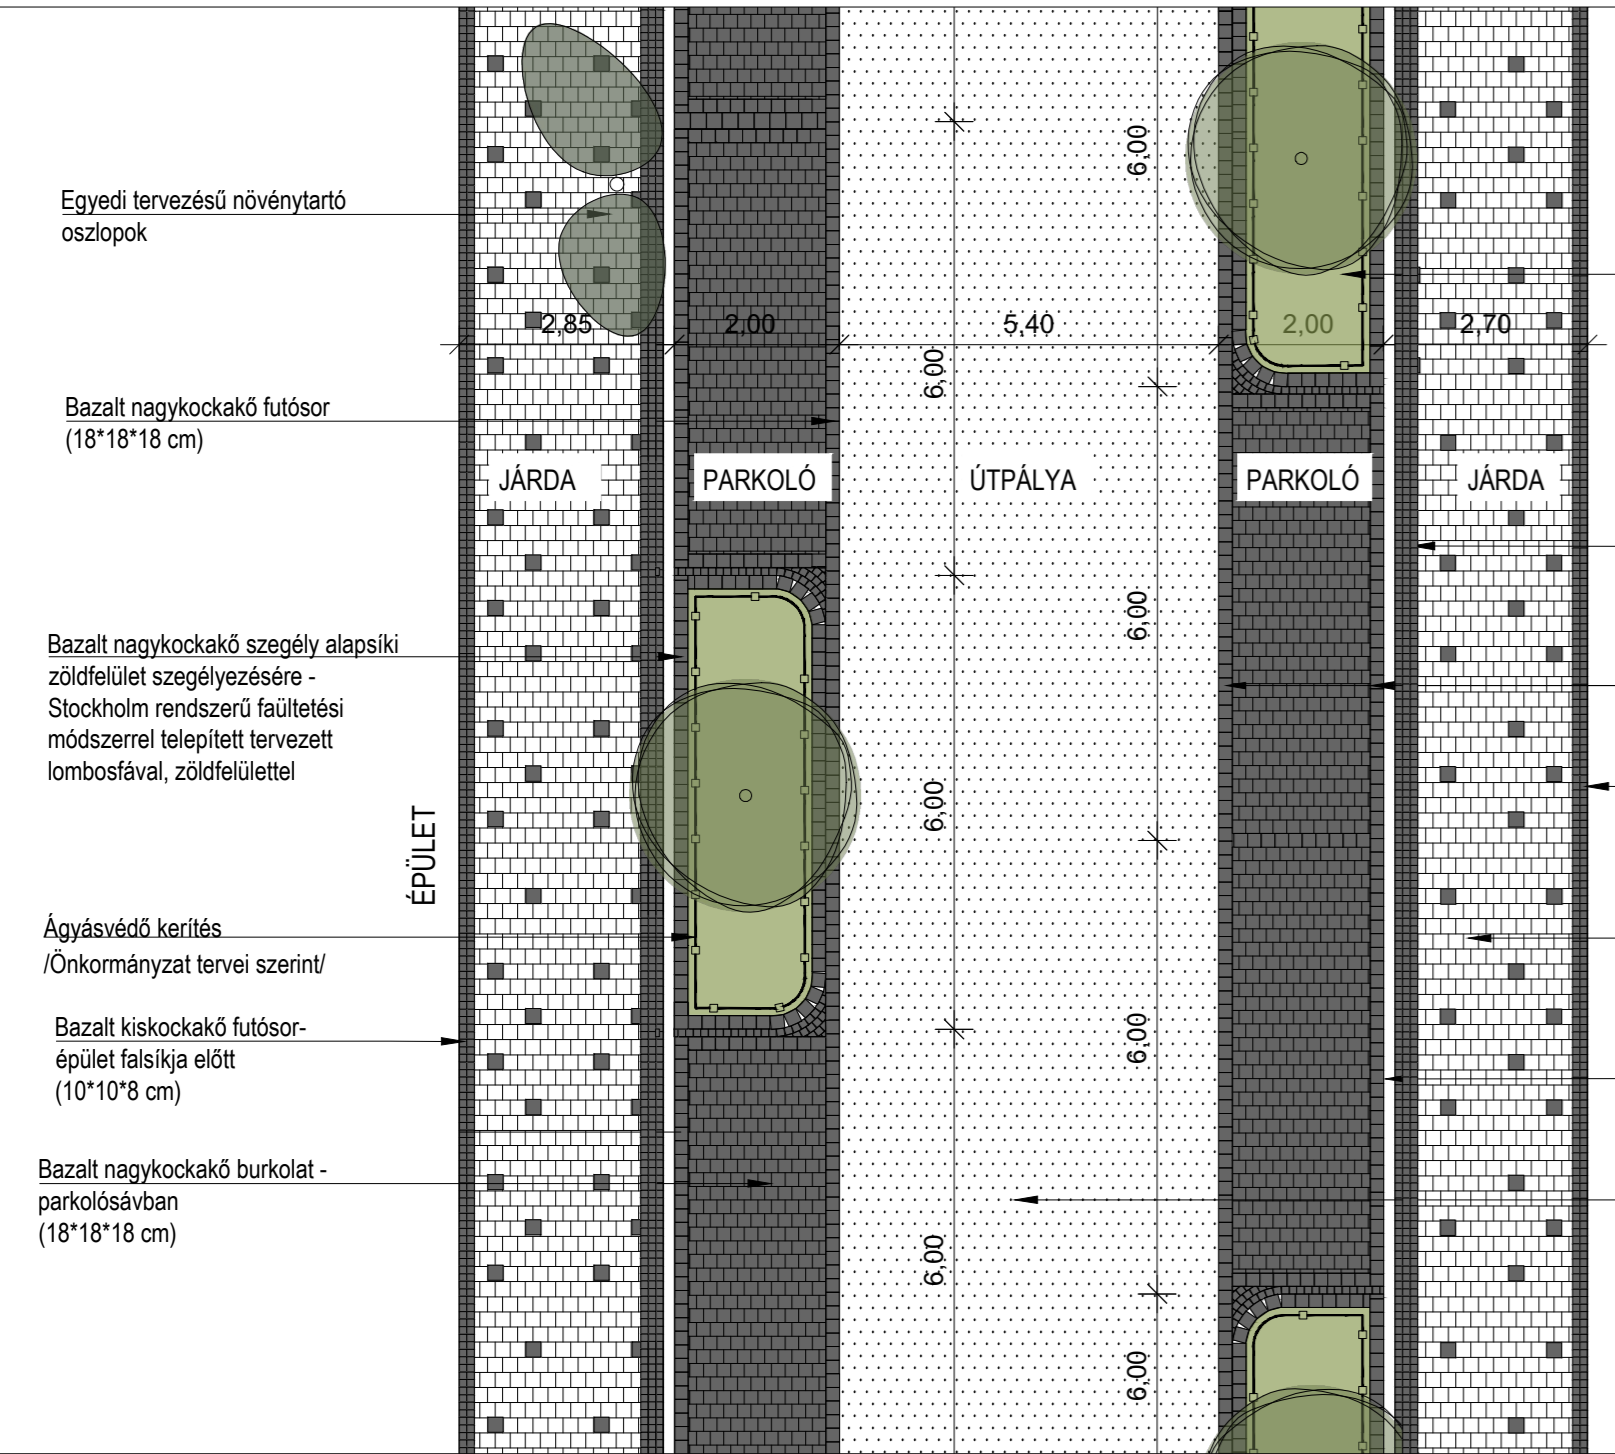 6,00
Egyedi tervezésű növénytartó
oszlopok
2,85
2,00
5,40
2,00
2,70
6,00
Bazalt nagykockakő futósor
(18*18*18 cm)
JÁRDA
PARKOLÓ
ÚTPÁLYA
PARKOLÓ
JÁRDA
6,00
Bazalt nagykockakő szegély alapsíki
zöldfelület szegélyezésére -
Stockholm rendszerű faültetési
módszerrel telepített tervezett
lombosfával, zöldfelülettel
6,00
ÉPÜLET
Ágyásvédő kerítés
/Önkormányzat tervei szerint/
Bazalt kiskockakő futósor-
épület falsíkja előtt
(10*10*8 cm)
6,00
Bazalt nagykockakő burkolat -
parkolósávban
(18*18*18 cm)
6,00
6,00